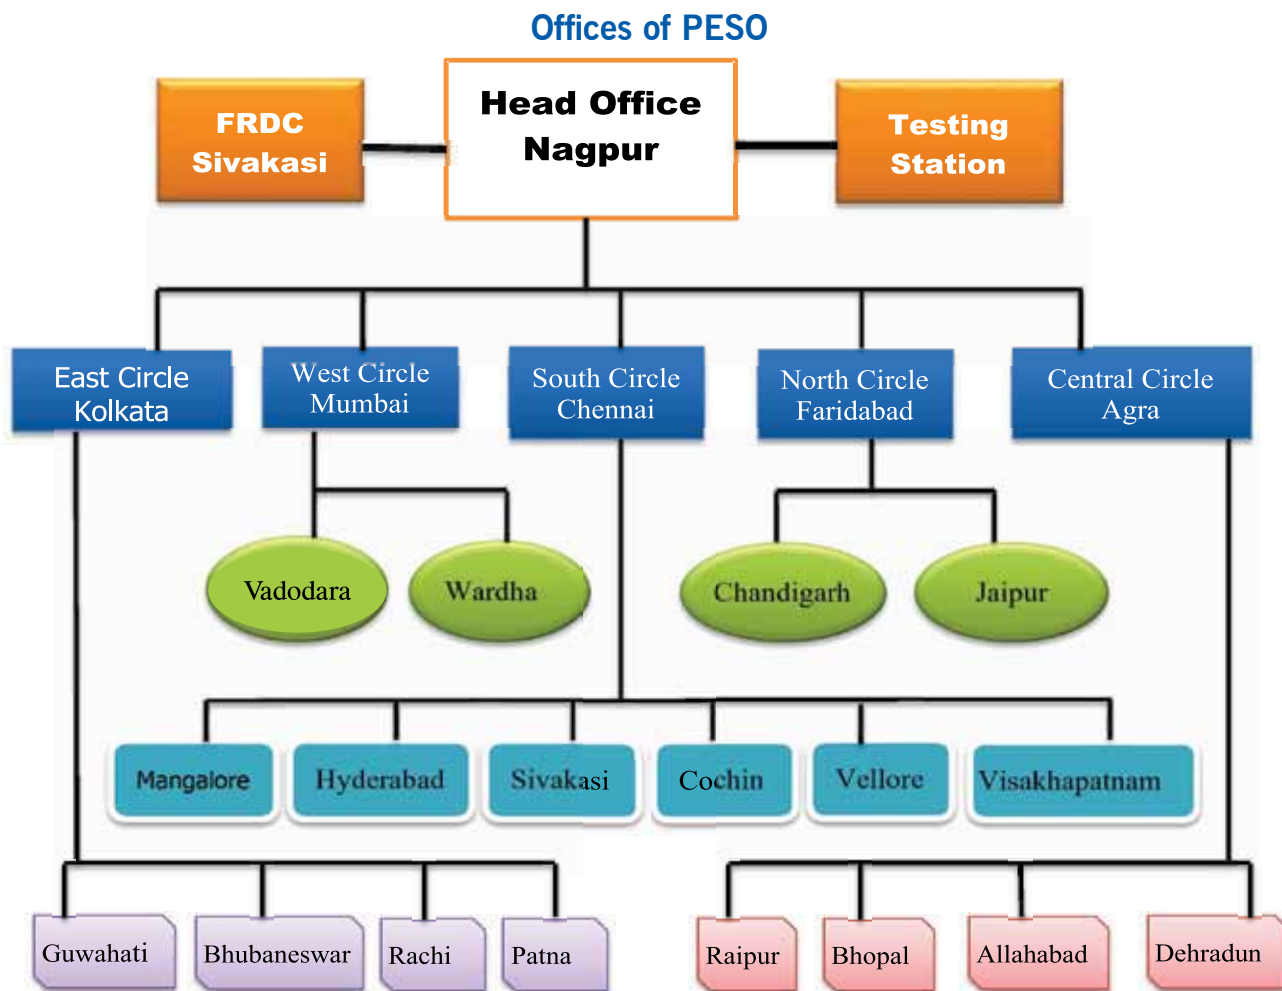 Offices of PESO
FRDC
Sivakasi
Head Office
Nagpur
Testing
Station
East Circle
Kolkata
West Circle
Mumbai
South Circle
Chennai
North Circle
Faridabad
Central Circle
Agra
Vadodara
Wardha
Chandigarh
Jaipur
Mangalore
Hyderabad
Sivakasi
Cochin
Vellore
Visakhapatnam
Guwahati
Bhubaneswar
Rachi
Patna
Raipur
Bhopal
Allahabad
Dehradun